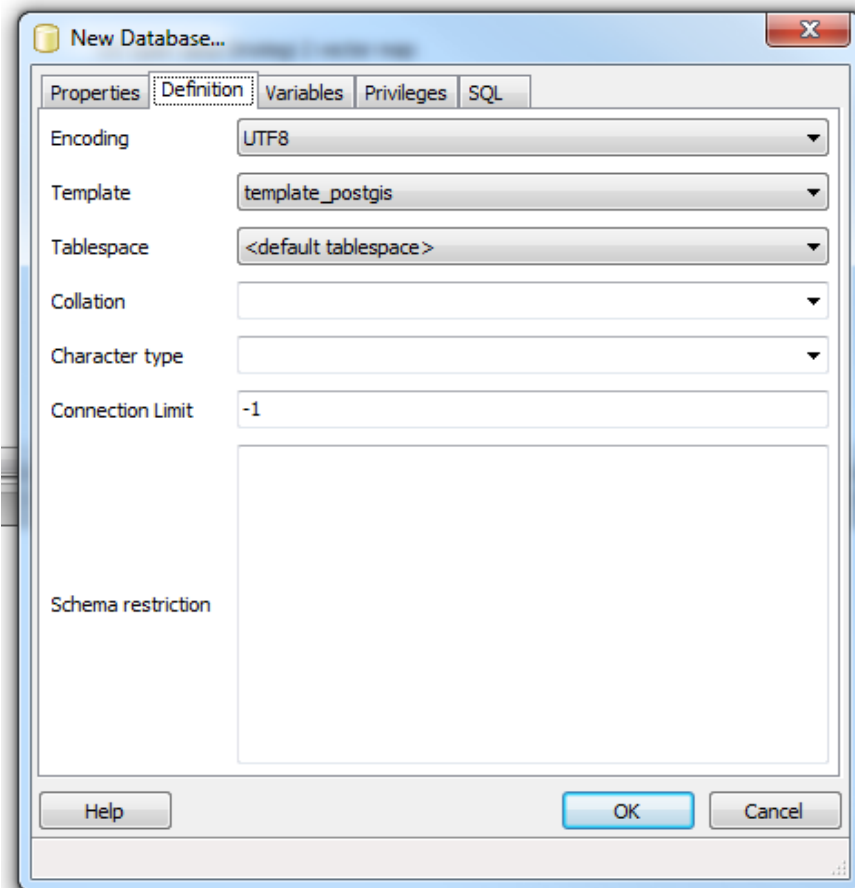 New Database...
Properties Definition Variables Privileges SQL
Encoding UTF8
Template template_postgis
Tablespace <default tablespace>
Collation
Character type
Connection Limit -1
Schema restriction
Help OK Cancel